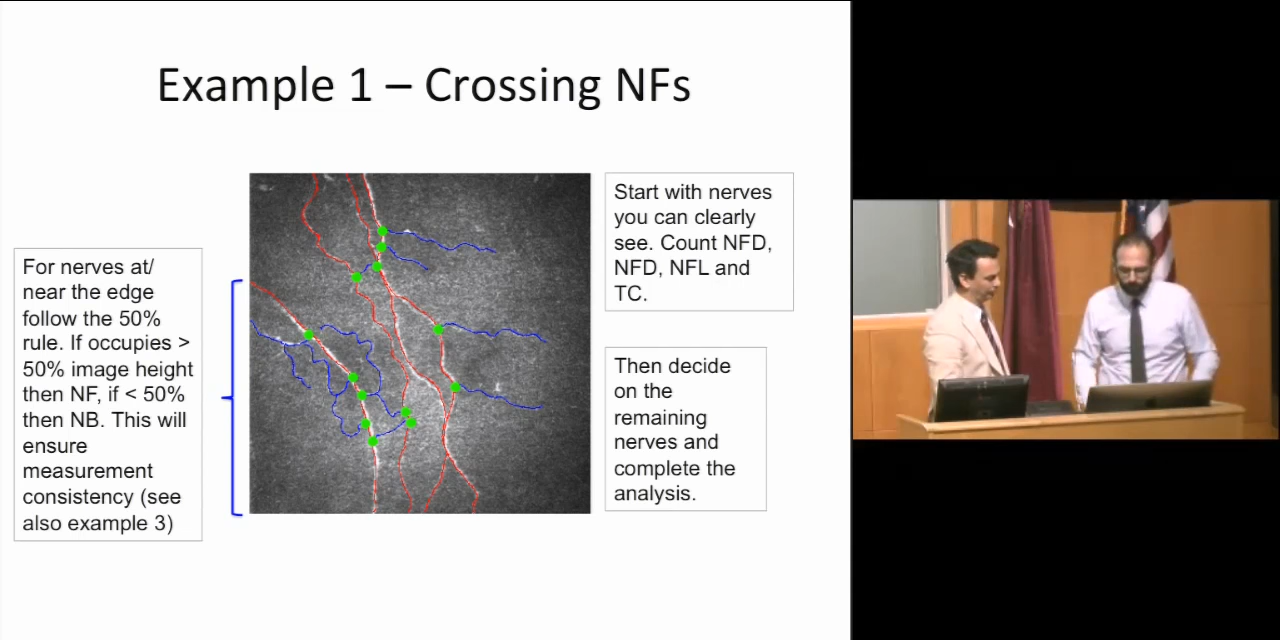 Example 1 – Crossing NFs
For nerves at/
near the edge
follow the 50%
rule. If occupies >
50% image height
then NF, if < 50%
then NB. This will
ensure
measurement
consistency (see
also example 3)
Start with nerves
you can clearly
see. Count NFD,
NFD, NFL and
TC.
Then decide
on the
remaining
nerves and
complete the
analysis.